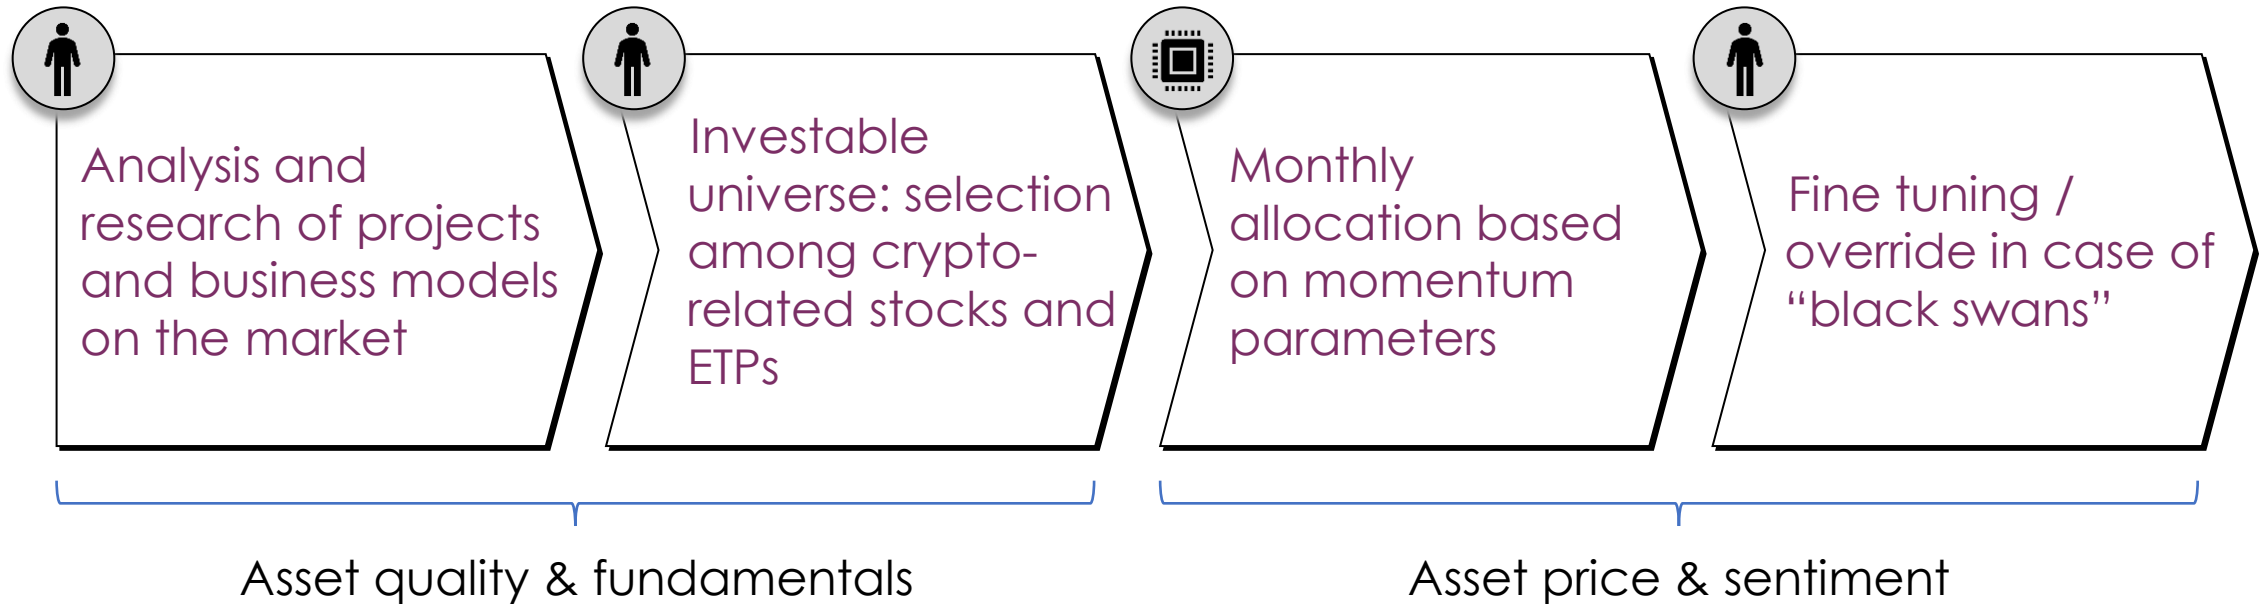 Analysis and
research of projects
and business models
on the market
Investable
universe: selection
among crypto-
related stocks and
ETPs
Monthly
allocation based
on momentum
parameters
Fine tuning /
override in case of
“black swans”
Asset quality & fundamentals
Asset price & sentiment